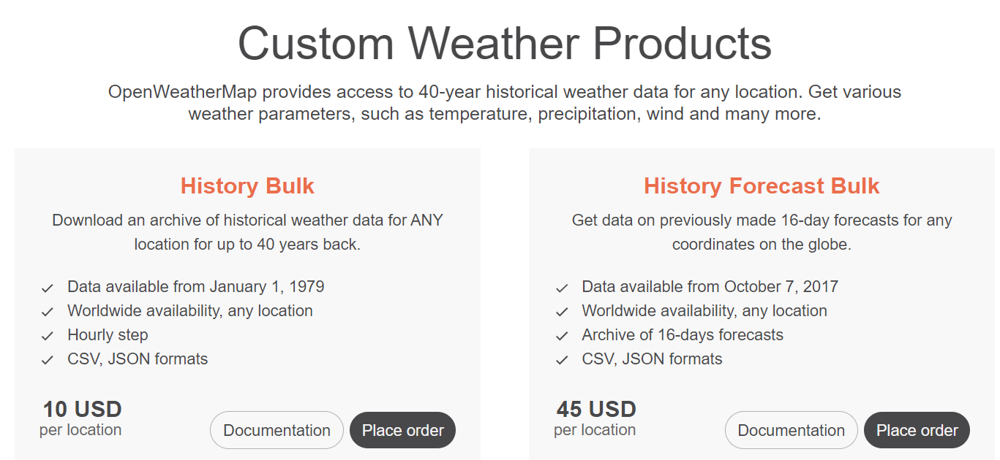 Custom Weather Products
OpenWeatherMap provides access to 40-year historical weather data for any location. Get various
weather parameters, such as temperature, precipitation, wind and many more.
History Bulk
Download an archive of historical weather data for ANY
location for up to 40 years back.
Data available from January 1, 1979
Worldwide availability, any location
Hourly step
CSV, JSON formats
10 USD
per location
Documentation
Place order
History Forecast Bulk
Get data on previously made 16-day forecasts for any
coordinates on the globe.
Data available from October 7, 2017
Worldwide availability, any location
Archive of 16-days forecasts
CSV, JSON formats
45 USD
per location
Documentation
Place order